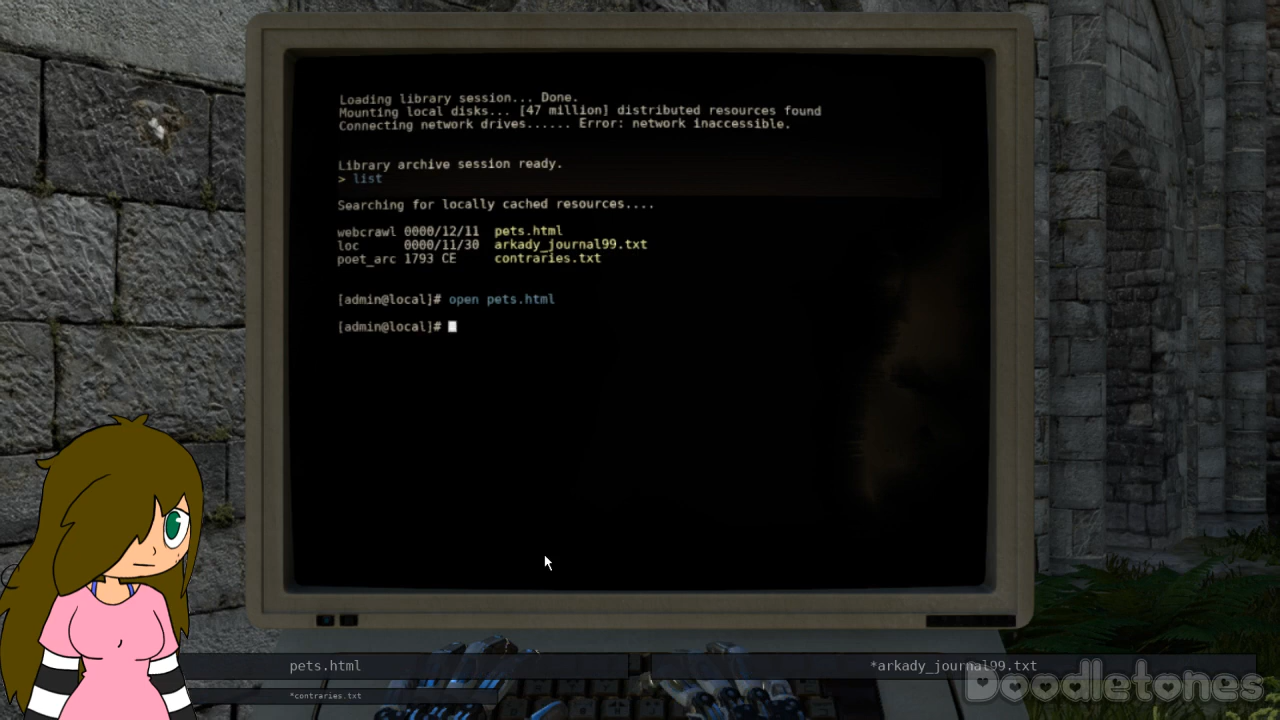 Loading library session... Done.
Mounting local disks... [47 million] distributed resources found
Connecting network drives...... Error: network inaccessible.
Library archive session ready.
> list
Searching for locally cached resources....
webcrawl 0000/12/11 pets.html
loc 0000/11/30 arkady_journal99.txt
poet_arc 1793 CE contraries.txt
[admin@local]# open pets.html
[admin@local]#
pets.html
*arkady_journal99.txt
*contraries.txt
Doodletones